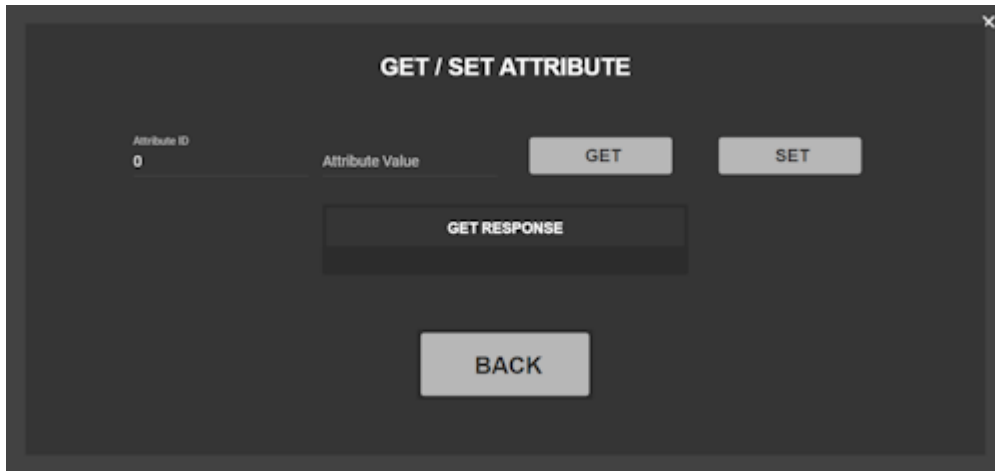 ×
GET / SET ATTRIBUTE
Attribute ID
0
Attribute Value
GET
SET
GET RESPONSE
BACK